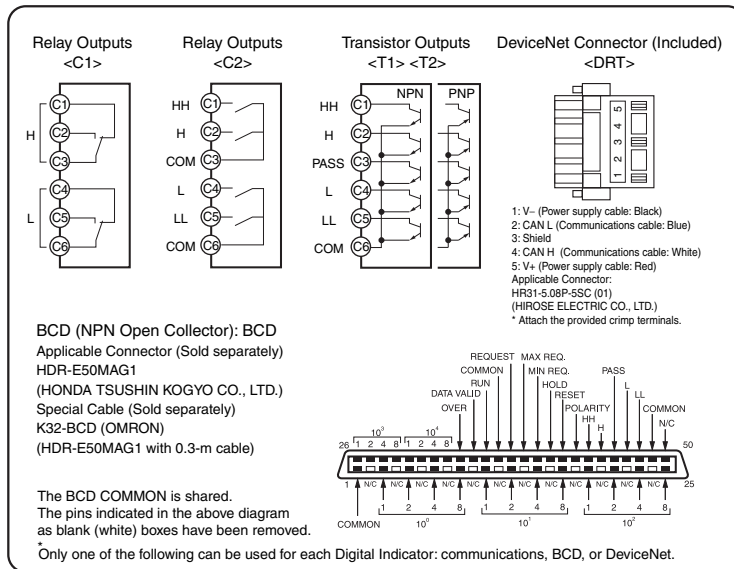 Relay Outputs
<C1>
C1
C2
C3
C4
C5
C6
H
L
Relay Outputs
<C2>
HH C1
H C2
COM C3
L C4
LL C5
COM C6
Transistor Outputs
<T1> <T2>
NPN PNP
HH C1
H C2
PASS C3
L C4
LL C5
COM C6
DeviceNet Connector (Included)
<DRT>
1 2 3 4 5
1: V– (Power supply cable: Black)
2: CAN L (Communications cable: Blue)
3: Shield
4: CAN H (Communications cable: White)
5: V+ (Power supply cable: Red)
Applicable Connector:
HR31-5.08P-5SC (01)
(HIROSE ELECTRIC CO., LTD.)
* Attach the provided crimp terminals.
BCD (NPN Open Collector): BCD
Applicable Connector (Sold separately)
HDR-E50MAG1
(HONDA TSUSHIN KOGYO CO., LTD.)
Special Cable (Sold separately)
K32-BCD (OMRON)
(HDR-E50MAG1 with 0.3-m cable)
The BCD COMMON is shared.
The pins indicated in the above diagram
as blank (white) boxes have been removed.
REQUEST MAX REQ. PASS
COMMON MIN REQ. L
RUN HOLD LL
DATA VALID RESET COMMON
OVER POLARITY N/C
HH
H
10³ 10⁴
26 1 2 4 8 1 2 4 8 50
1 N/C N/C N/C N/C N/C N/C N/C N/C N/C N/C N/C N/C 25
COMMON 1 2 4 8 1 2 4 8 1 2 4 8
10⁰ 10¹ 10²
*
Only one of the following can be used for each Digital Indicator: communications, BCD, or DeviceNet.